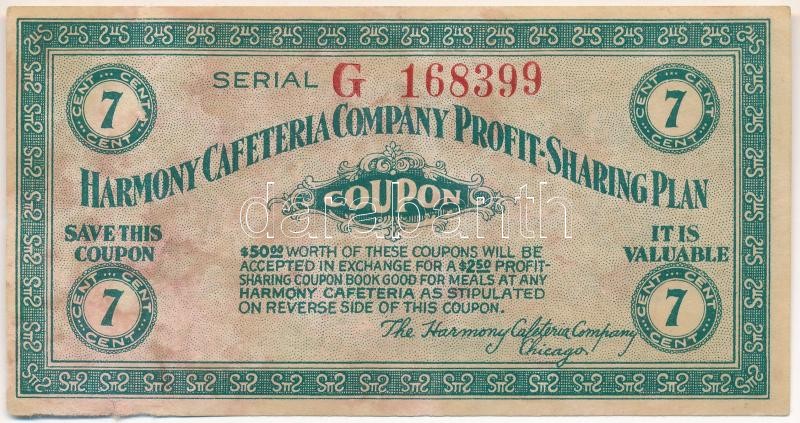 SERIAL G 168399
CENT CENT CENT 7
CENT CENT CENT 7
HARMONY CAFETERIA COMPANY PROFIT-SHARING PLAN
COUPON
darabanth
SAVE THIS
COUPON
IT IS
VALUABLE
$50.00 WORTH OF THESE COUPONS WILL BE
ACCEPTED IN EXCHANGE FOR A $2.50 PROFIT-
SHARING COUPON BOOK GOOD FOR MEALS AT ANY
HARMONY CAFETERIA AS STIPULATED
ON REVERSE SIDE OF THIS COUPON.
CENT CENT CENT 7
CENT CENT CENT 7
The Harmony Cafeteria Company
Chicago